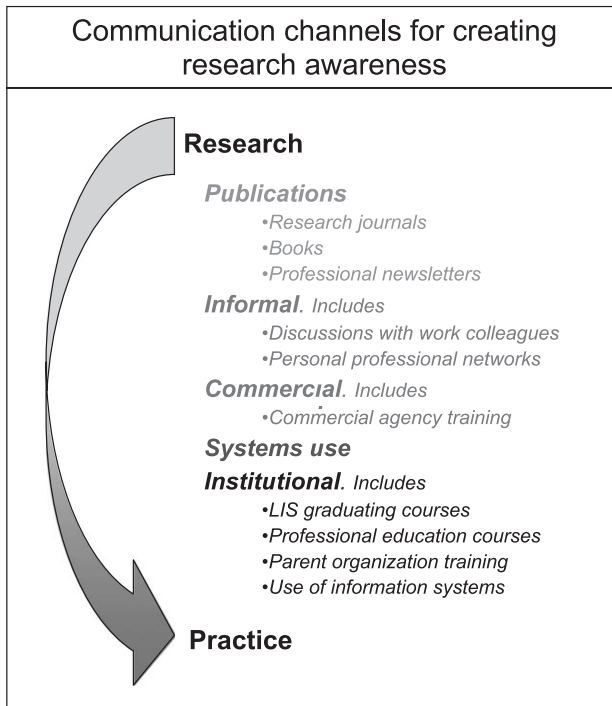 Communication channels for creating
research awareness
Research
Publications
•Research journals
•Books
•Professional newsletters
Informal. Includes
•Discussions with work colleagues
•Personal professional networks
Commercial. Includes
•Commercial agency training
Systems use
Institutional. Includes
•LIS graduating courses
•Professional education courses
•Parent organization training
•Use of information systems
Practice